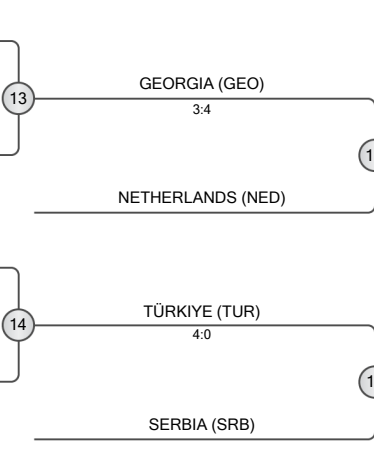 13
GEORGIA (GEO)
3:4
NETHERLANDS (NED)
14
TÜRKIYE (TUR)
4:0
SERBIA (SRB)